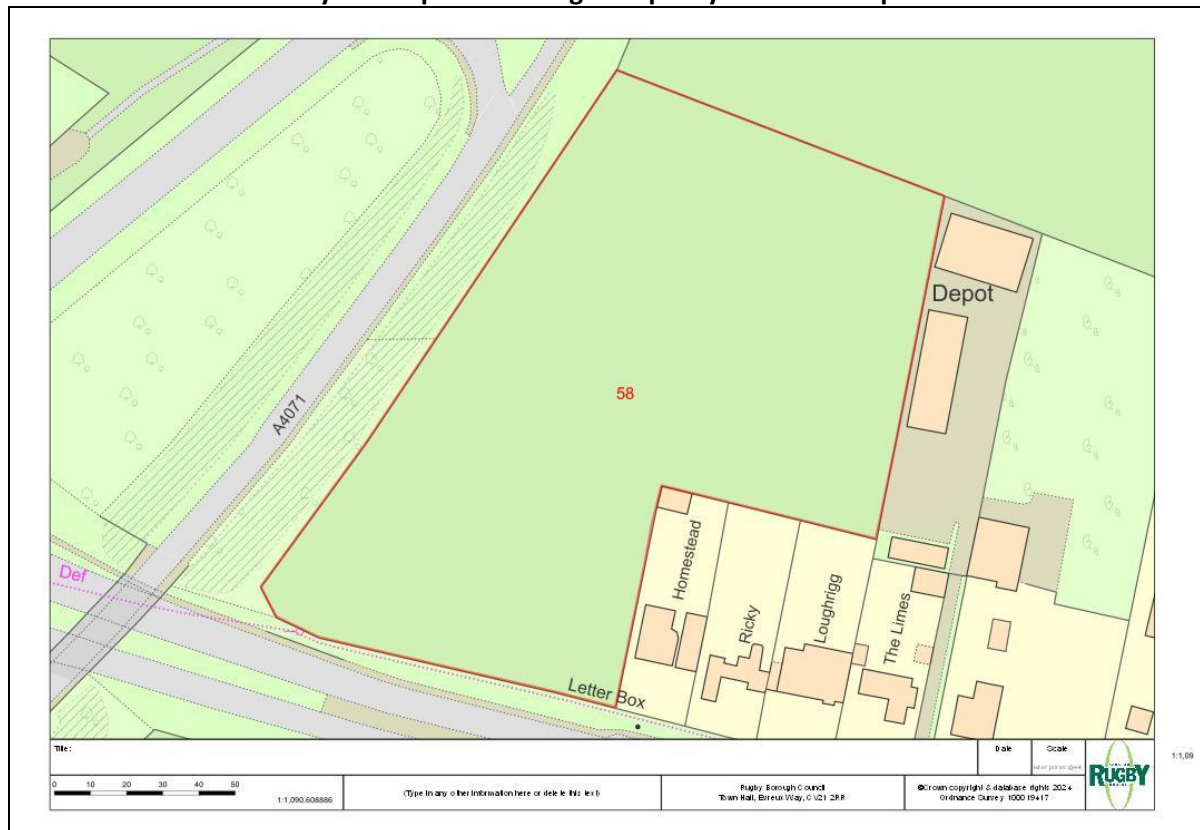 58
Depot
A4071
Def
Homestead
Ricky
Loughrigg
The Limes
Letter Box
Title:
Date
Scale
0 10 20 30 40 50
1:1,090.608886
(Type in any other information here or delete this text)
Rugby Borough Council
Town Hall, Evreux Way, CV21 2RR
©Crown copyright & database rights 2024
Ordnance Survey 100019417
RUGBY
1:1,09